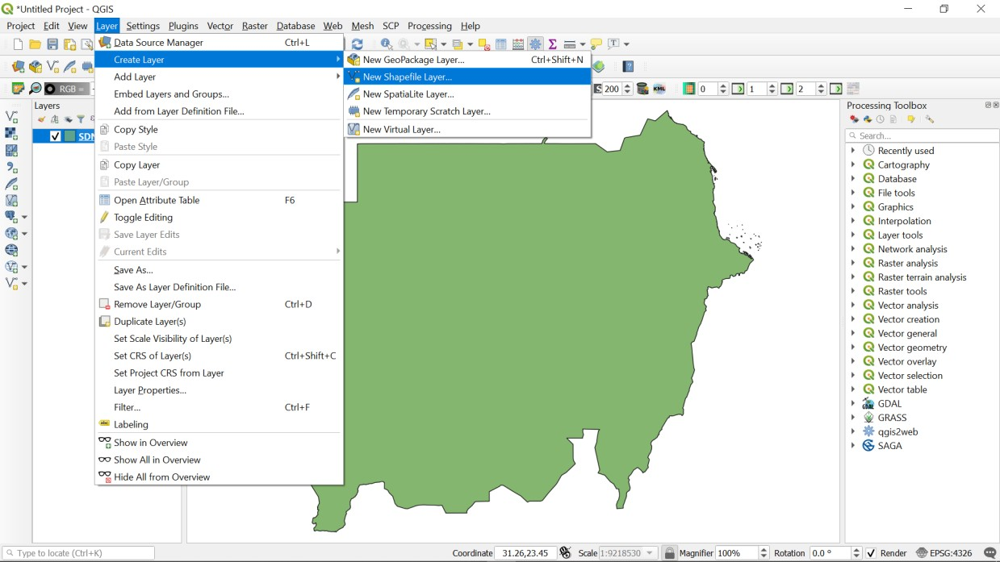 *Untitled Project - QGIS
Project Edit View Layer Settings Plugins Vector Raster Database Web Mesh SCP Processing Help
Data Source Manager Ctrl+L
Create Layer
Add Layer
Embed Layers and Groups...
Add from Layer Definition File...
Copy Style
Paste Style
Copy Layer
Paste Layer/Group
Open Attribute Table F6
Toggle Editing
Save Layer Edits
Current Edits
Save As...
Save As Layer Definition File...
Remove Layer/Group Ctrl+D
Duplicate Layer(s)
Set Scale Visibility of Layer(s)
Set CRS of Layer(s) Ctrl+Shift+C
Set Project CRS from Layer
Layer Properties...
Filter... Ctrl+F
abc Labeling
Show in Overview
Show All in Overview
Hide All from Overview
New GeoPackage Layer... Ctrl+Shift+N
New Shapefile Layer...
New SpatiaLite Layer...
New Temporary Scratch Layer...
New Virtual Layer...
RGB =
S 200 KML 0 1 2
Layers
Processing Toolbox
Search...
Recently used
Cartography
Database
File tools
Graphics
Interpolation
Layer tools
Network analysis
Raster analysis
Raster terrain analysis
Raster tools
Vector analysis
Vector creation
Vector general
Vector geometry
Vector overlay
Vector selection
Vector table
GDAL
GRASS
qgis2web
SAGA
Type to locate (Ctrl+K)
Coordinate 31.26,23.45 Scale 1:9218530 Magnifier 100% Rotation 0.0 ° Render EPSG:4326